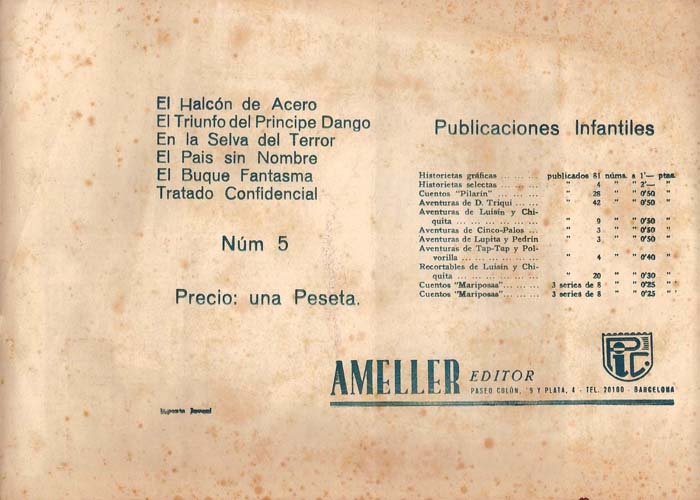 El Halcón de Acero
El Triunfo del Principe Dango
En la Selva del Terror
El Pais sin Nombre
El Buque Fantasma
Tratado Confidencial
Núm 5
Precio: una Peseta.
Publicaciones Infantiles
Historietas gráficas ... ... ... publicados 81 núms. a 1'— ptas.
Historietas selectas ... ... ... " 4 " " 2'— "
Cuentos "Pilarín" ... ... ... " 28 " " 0'50 "
Aventuras de D. Triqui ... ... " 42 " " 0'50 "
Aventuras de Luisín y Chi-
quita ... ... ... ... ... " 9 " " 0'50 "
Aventuras de Cinco-Palos ... " 3 " " 0'50 "
Aventuras de Lupita y Pedrín " 3 " " 0'50 "
Aventuras de Tap-Tap y Pol-
vorilla ... ... ... ... ... " 4 " " 0'40 "
Recortables de Luisín y Chi-
quita ... ... ... ... ... " 20 " " 0'30 "
Cuentos "Mariposas" ... ... 3 series de 8 " " 0'25 "
Cuentos "Mariposas" ... ... 3 series de 8 " " 0'25 "
AMELLER EDITOR
PASEO COLÓN, 9 Y PLATA, 4 - TEL. 20180 - BARCELONA